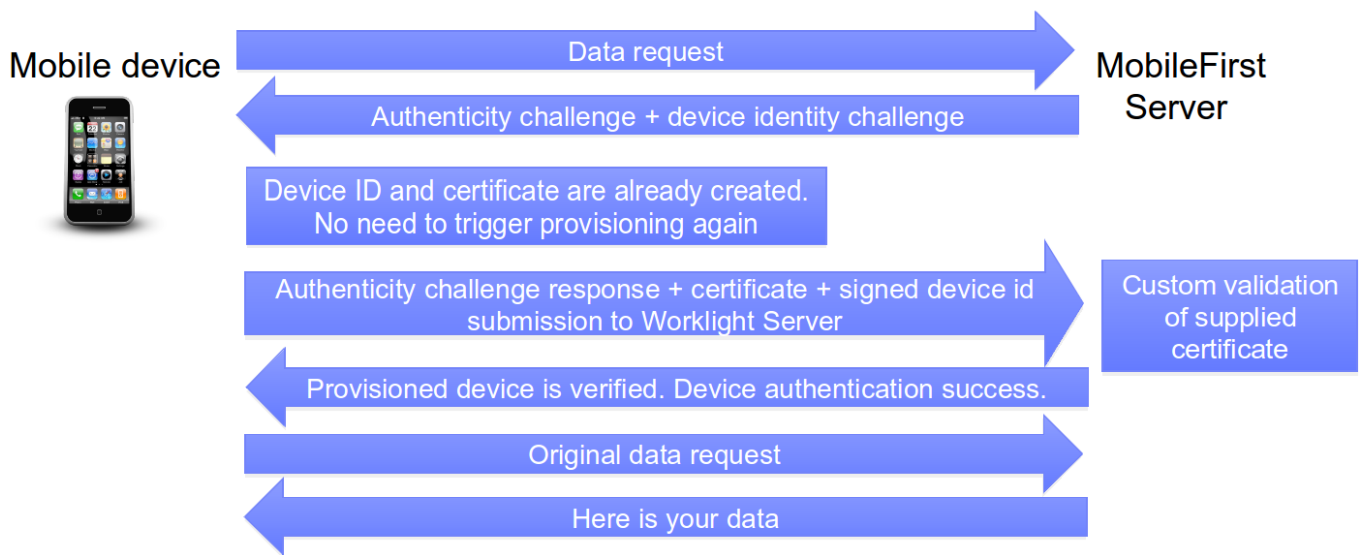 Data request
Mobile device
MobileFirst
Server
Authenticity challenge + device identity challenge
Device ID and certificate are already created.
No need to trigger provisioning again
Authenticity challenge response + certificate + signed device id
submission to Worklight Server
Custom validation
of supplied
certificate
Provisioned device is verified. Device authentication success.
Original data request
Here is your data